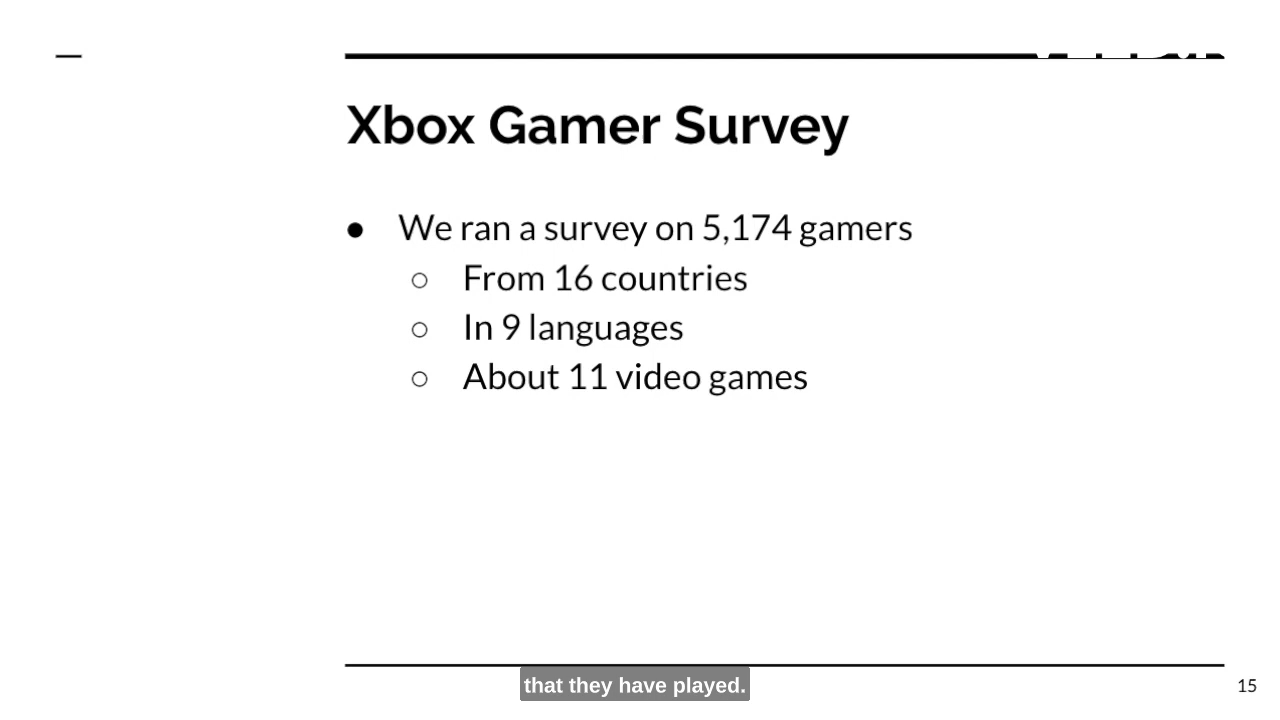 Xbox Gamer Survey
● We ran a survey on 5,174 gamers
○ From 16 countries
○ In 9 languages
○ About 11 video games
that they have played.
15